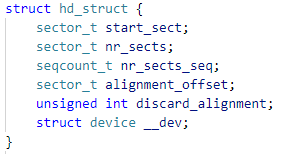 struct hd_struct {
    sector_t start_sect;
    sector_t nr_sects;
    seqcount_t nr_sects_seq;
    sector_t alignment_offset;
    unsigned int discard_alignment;
    struct device __dev;
}